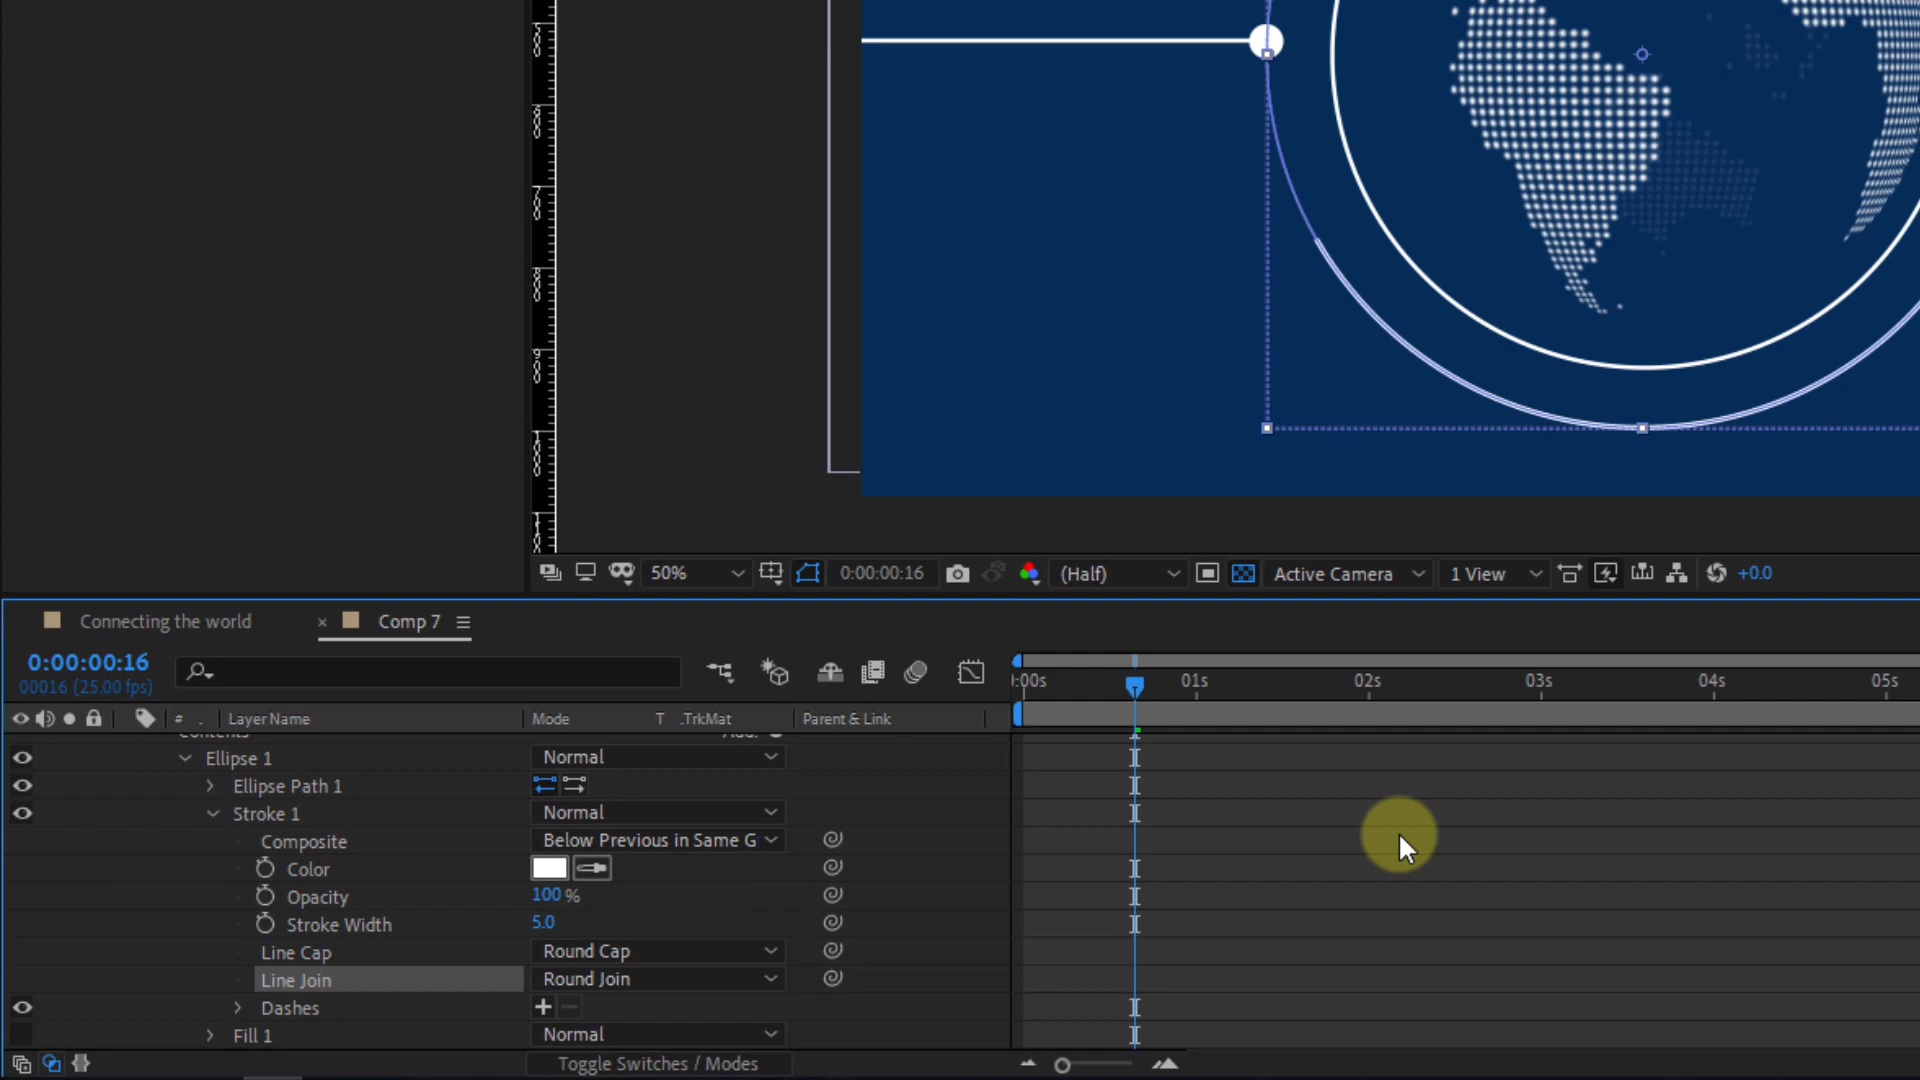 50%
0:00:00:16
(Half)
Active Camera
1 View
+0.0
Connecting the world
× Comp 7
0:00:00:16
00016 (25.00 fps)
:00s 01s 02s 03s 04s 05s
# . Layer Name Mode T .TrkMat Parent & Link
Contents Add:
Ellipse 1 Normal
Ellipse Path 1
Stroke 1 Normal
Composite Below Previous in Same G
Color
Opacity 100 %
Stroke Width 5.0
Line Cap Round Cap
Line Join Round Join
Dashes + −
Fill 1 Normal
Toggle Switches / Modes